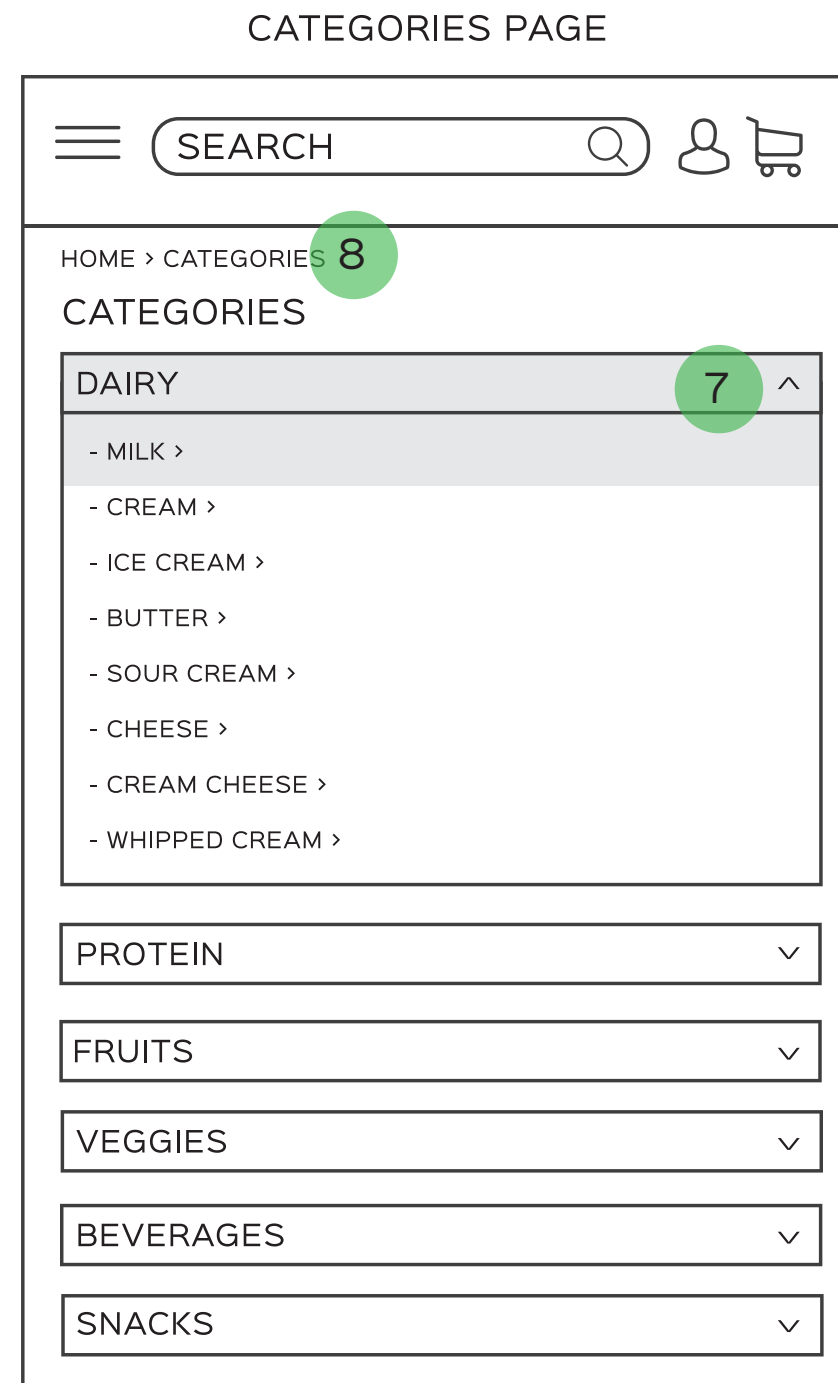 CATEGORIES PAGE
SEARCH
HOME > CATEGORIES 8
CATEGORIES
DAIRY 7
- MILK >
- CREAM >
- ICE CREAM >
- BUTTER >
- SOUR CREAM >
- CHEESE >
- CREAM CHEESE >
- WHIPPED CREAM >
PROTEIN
FRUITS
VEGGIES
BEVERAGES
SNACKS